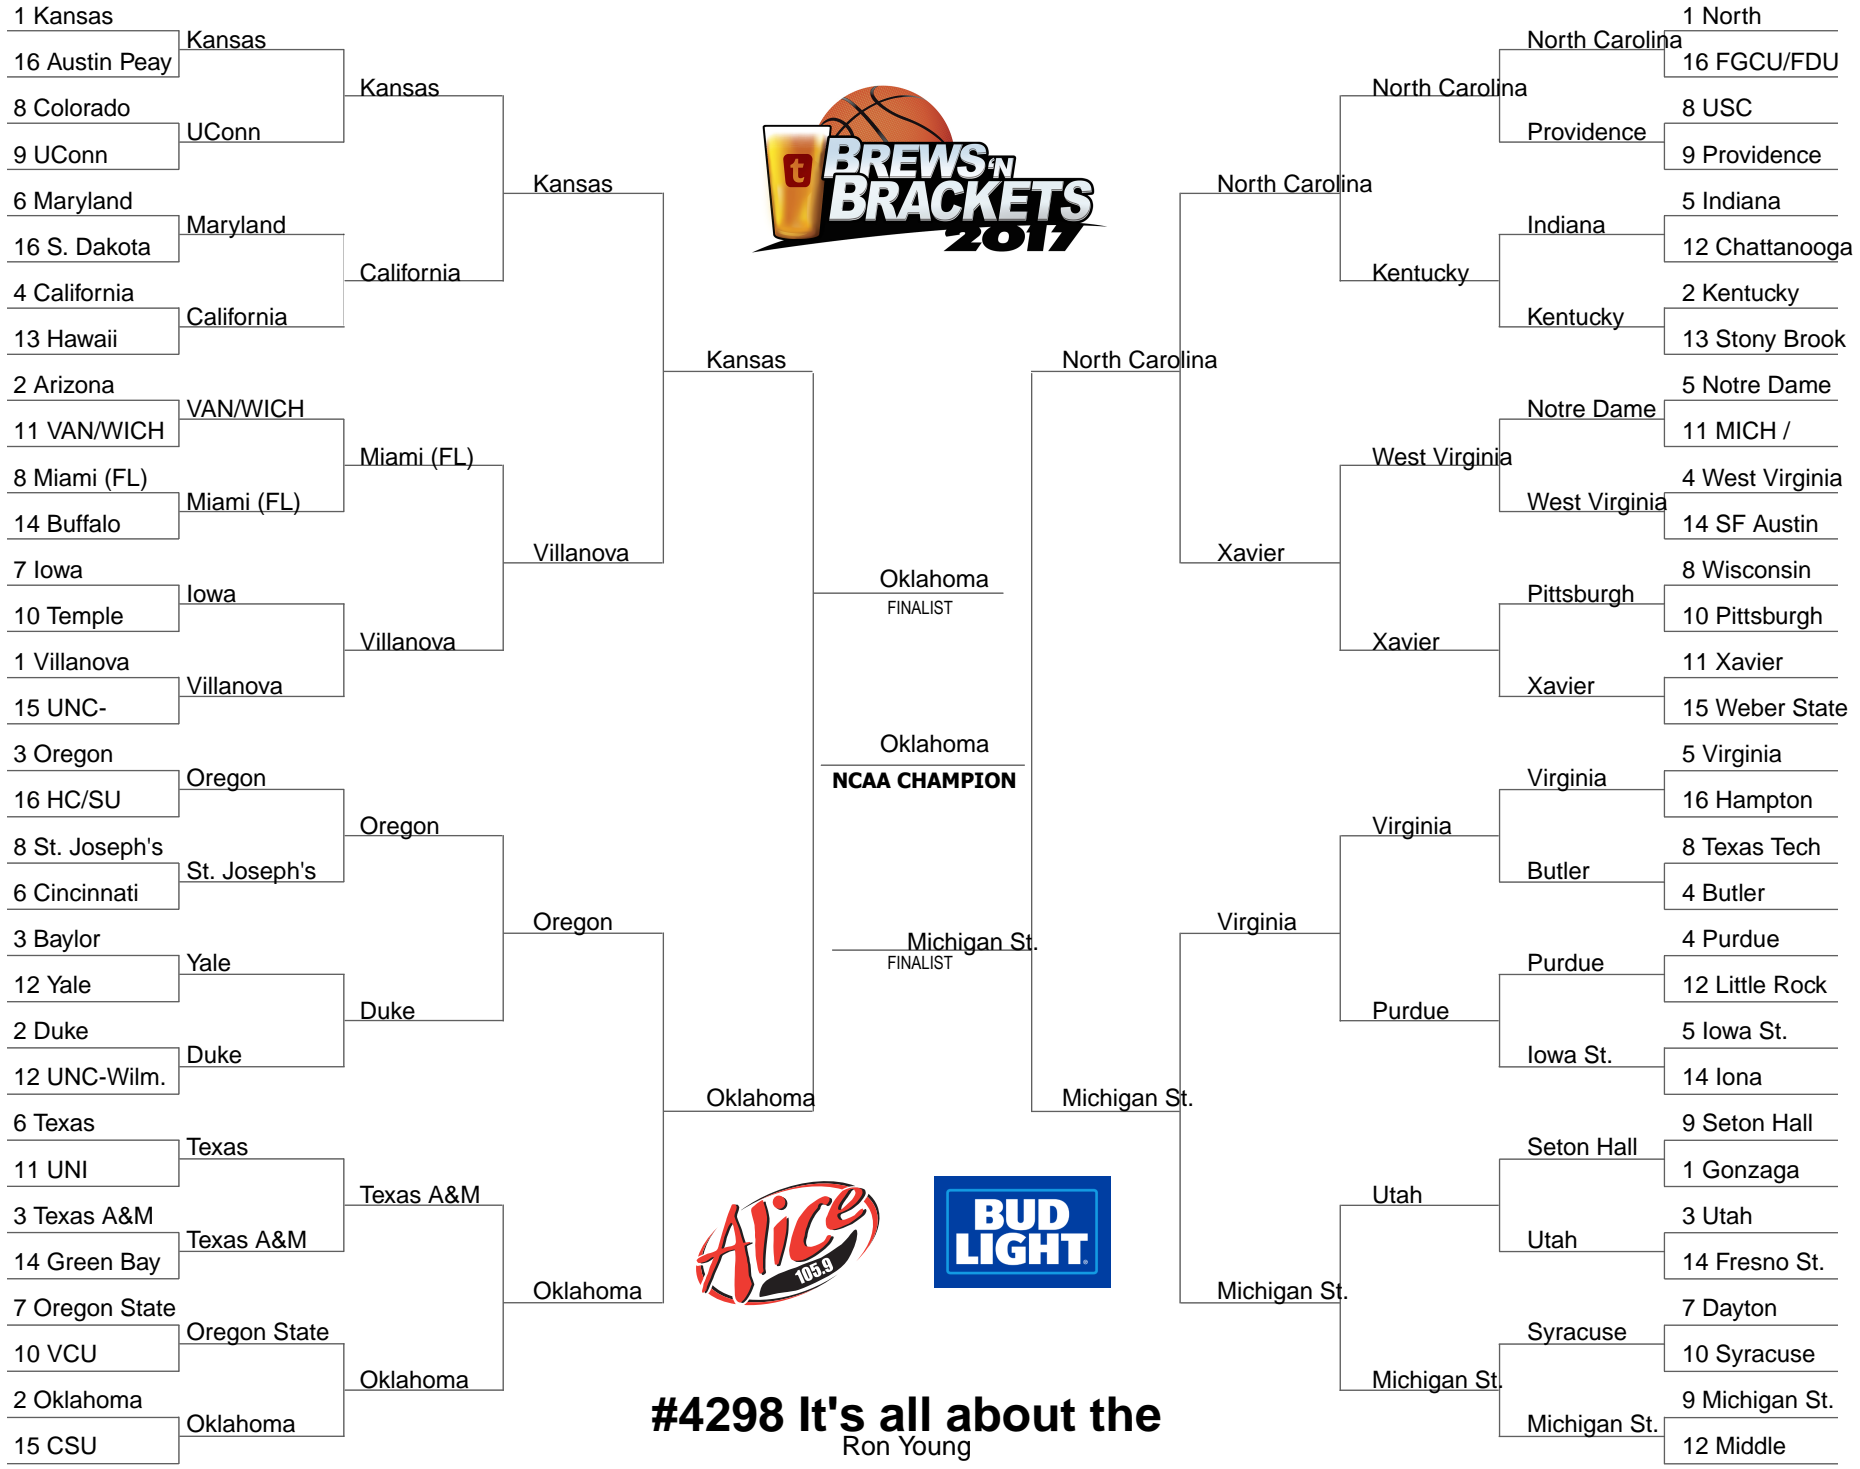 1 Kansas
16 Austin Peay
8 Colorado
9 UConn
6 Maryland
16 S. Dakota
4 California
13 Hawaii
2 Arizona
11 VAN/WICH
8 Miami (FL)
14 Buffalo
7 Iowa
10 Temple
1 Villanova
15 UNC-
3 Oregon
16 HC/SU
8 St. Joseph's
6 Cincinnati
3 Baylor
12 Yale
2 Duke
12 UNC-Wilm.
6 Texas
11 UNI
3 Texas A&M
14 Green Bay
7 Oregon State
10 VCU
2 Oklahoma
15 CSU
Kansas
UConn
Maryland
California
VAN/WICH
Miami (FL)
Iowa
Villanova
Oregon
St. Joseph's
Yale
Duke
Texas
Texas A&M
Oregon State
Oklahoma
Kansas
California
Miami (FL)
Villanova
Oregon
Duke
Texas A&M
Oklahoma
Kansas
Villanova
Oregon
Oklahoma
Kansas
Oklahoma
t
BREWS 'N
BRACKETS
2017
Oklahoma
FINALIST
Oklahoma
NCAA CHAMPION
Michigan St.
FINALIST
Alice
105.9
BUD
LIGHT
#4298 It's all about the
Ron Young
North Carolina
Michigan St.
North Carolina
Xavier
Virginia
Michigan St.
North Carolina
Kentucky
West Virginia
Xavier
Virginia
Purdue
Utah
Michigan St.
North Carolina
Providence
Indiana
Kentucky
Notre Dame
West Virginia
Pittsburgh
Xavier
Virginia
Butler
Purdue
Iowa St.
Seton Hall
Utah
Syracuse
Michigan St.
1 North
16 FGCU/FDU
8 USC
9 Providence
5 Indiana
12 Chattanooga
2 Kentucky
13 Stony Brook
5 Notre Dame
11 MICH /
4 West Virginia
14 SF Austin
8 Wisconsin
10 Pittsburgh
11 Xavier
15 Weber State
5 Virginia
16 Hampton
8 Texas Tech
4 Butler
4 Purdue
12 Little Rock
5 Iowa St.
14 Iona
9 Seton Hall
1 Gonzaga
3 Utah
14 Fresno St.
7 Dayton
10 Syracuse
9 Michigan St.
12 Middle